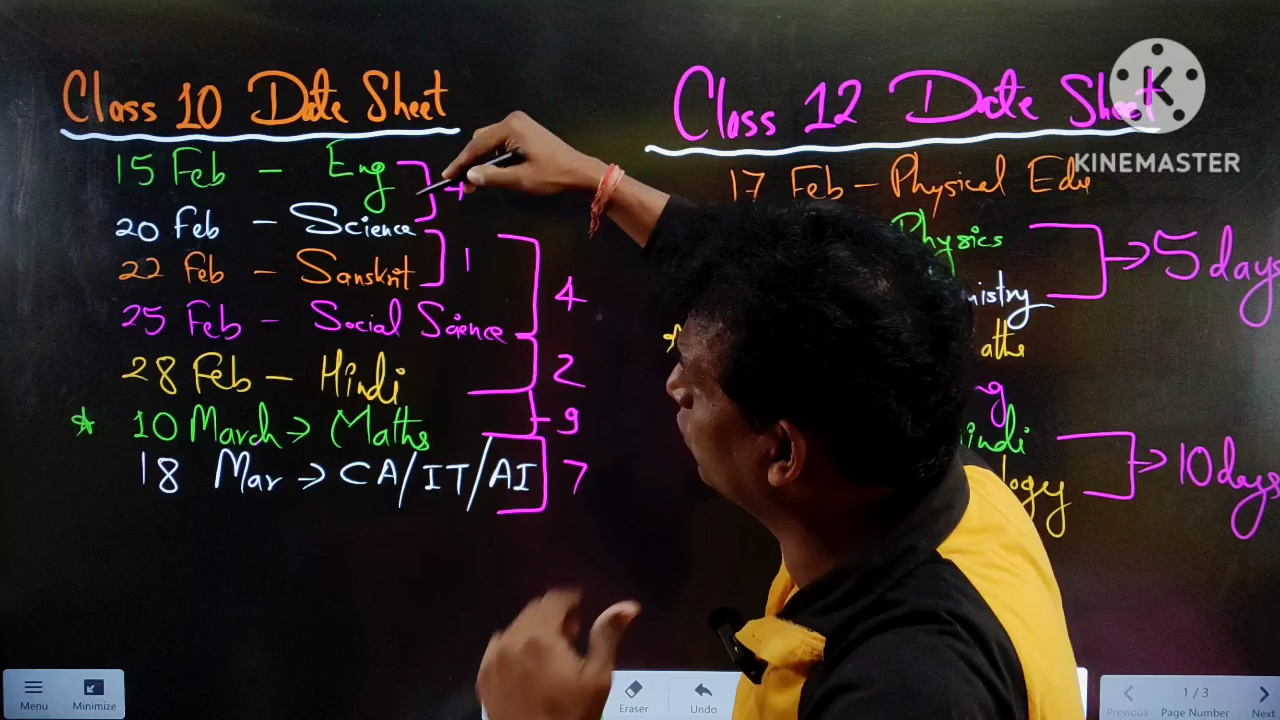 Class 10 Date Sheet
15 Feb - Eng
20 Feb - Science
22 Feb - Sanskrit
25 Feb - Social Science
28 Feb - Hindi
10 March → Maths
18 Mar → CA/IT/AI
1
4
2
9
7
Class 12 Date Sheet
17 Feb - Physical Edu
Physics
→ 5 days
→ 10 days
KINEMASTER
Menu
Minimize
Eraser
Undo
Previous
1 / 3
Page Number
Next